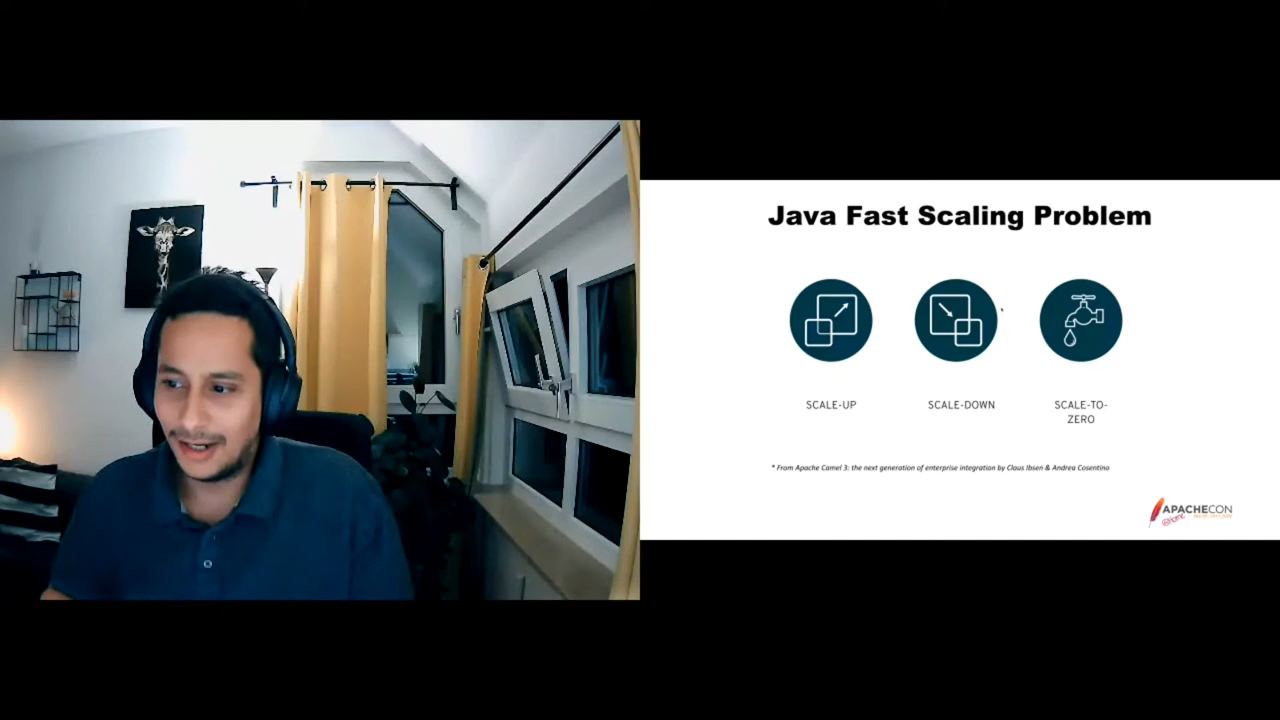 Java Fast Scaling Problem
SCALE-UP
SCALE-DOWN
SCALE-TO-
ZERO
* From Apache Camel 3: the next generation of enterprise integration by Claus Ibsen & Andrea Cosentino
APACHECON
@home